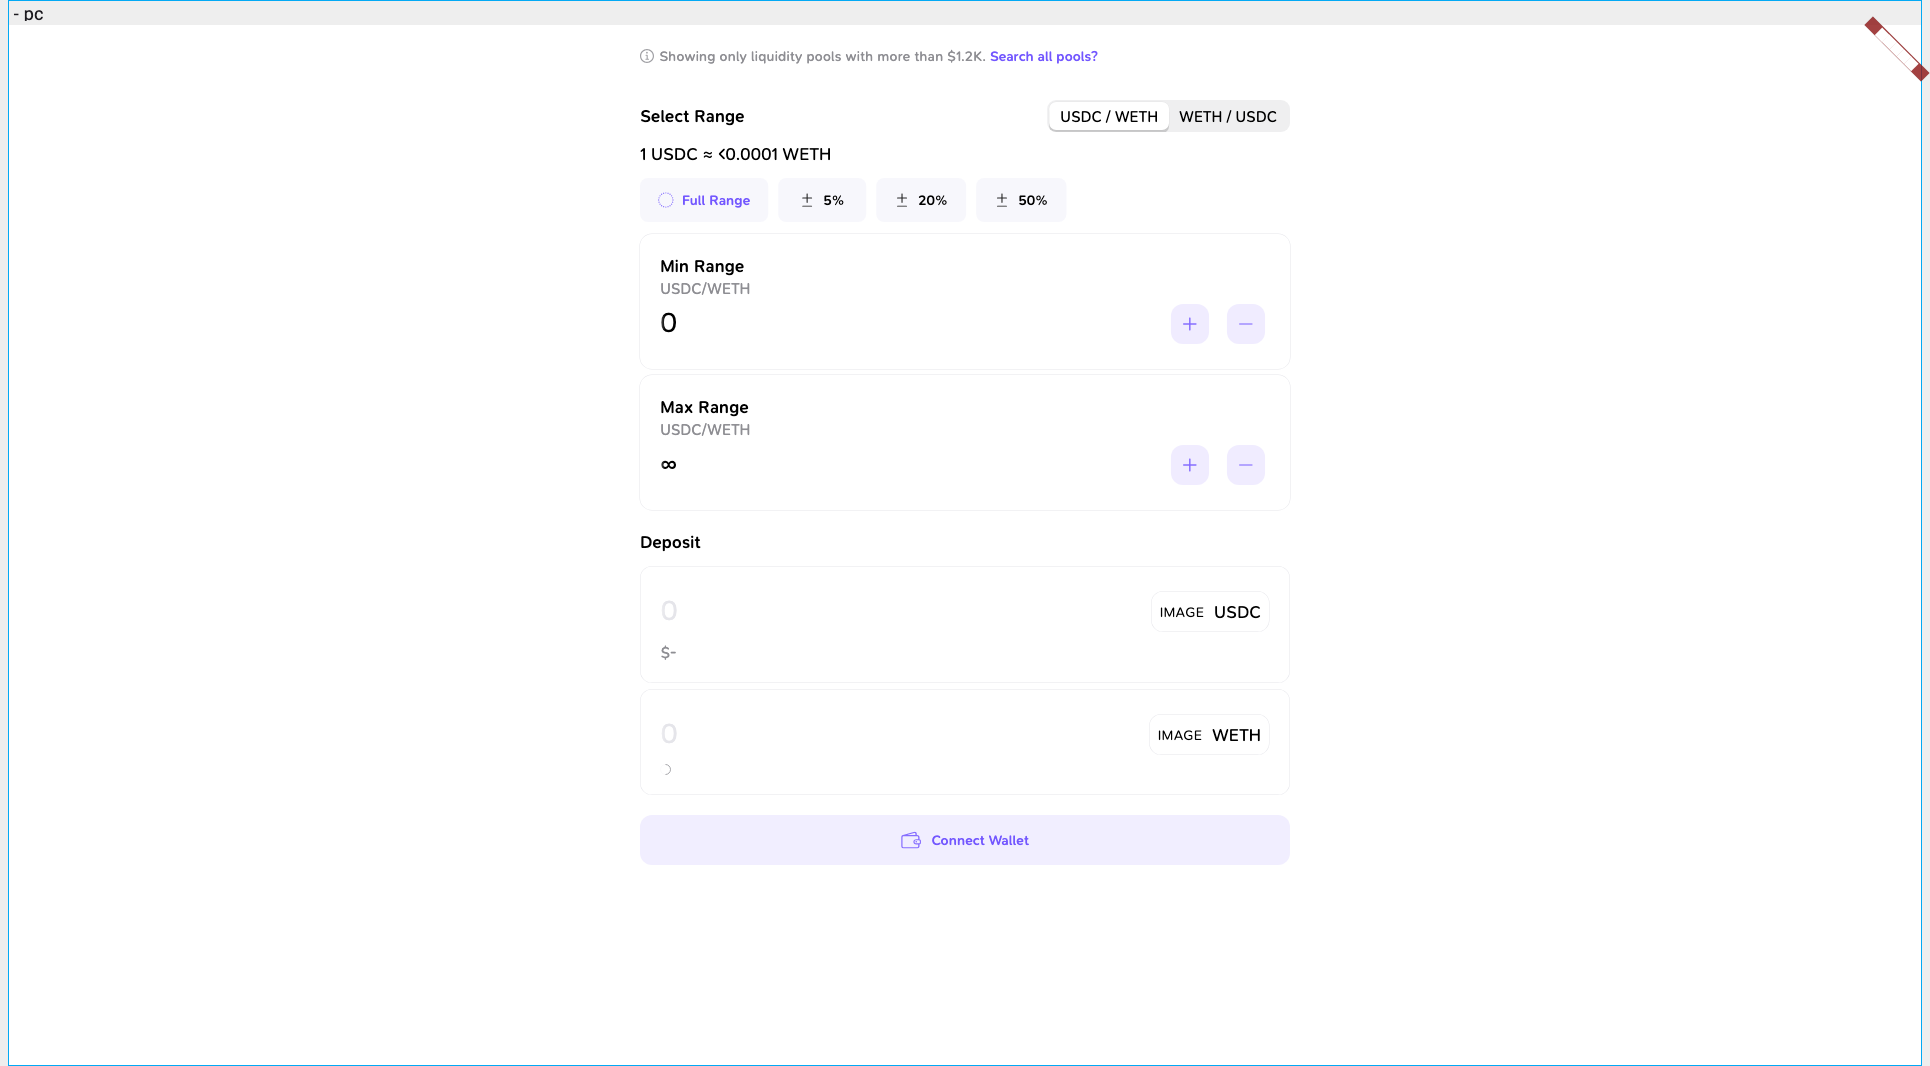 - pc
Showing only liquidity pools with more than $1.2K. Search all pools?
Select Range
USDC / WETH WETH / USDC
1 USDC ≈ <0.0001 WETH
Full Range ± 5% ± 20% ± 50%
Min Range
USDC/WETH
0
+ −
Max Range
USDC/WETH
∞
+ −
Deposit
0
IMAGE USDC
$-
0
IMAGE WETH
Connect Wallet